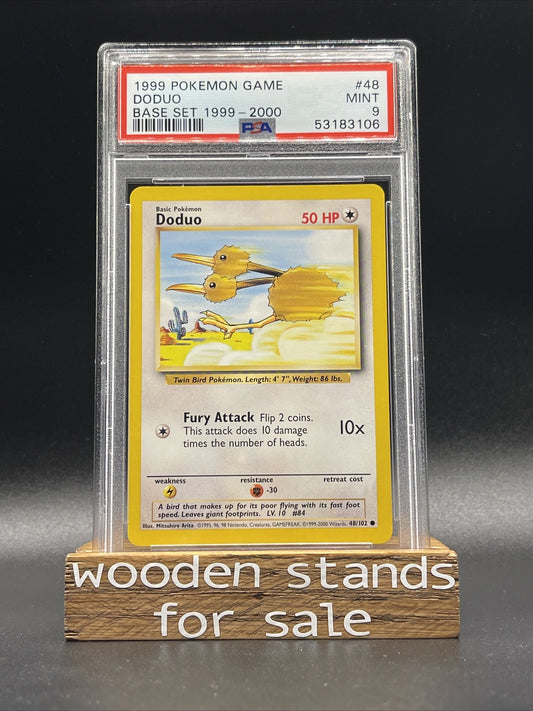 1999 POKEMON GAME #48
DODUO MINT
BASE SET 1999-2000 9
PSA 53183106
Basic Pokémon
Doduo 50 HP
Twin Bird Pokémon. Length: 4' 7", Weight: 86 lbs.
Fury Attack Flip 2 coins.
This attack does 10 damage
times the number of heads.
10x
weakness resistance retreat cost
-30
A bird that makes up for its poor flying with its fast foot
speed. Leaves giant footprints. LV. 10 #84
Illus. Mitsuhiro Arita ©1995, 96, 98 Nintendo, Creatures, GAMEFREAK. ©1999-2000 Wizards. 48/102
wooden stands
for sale